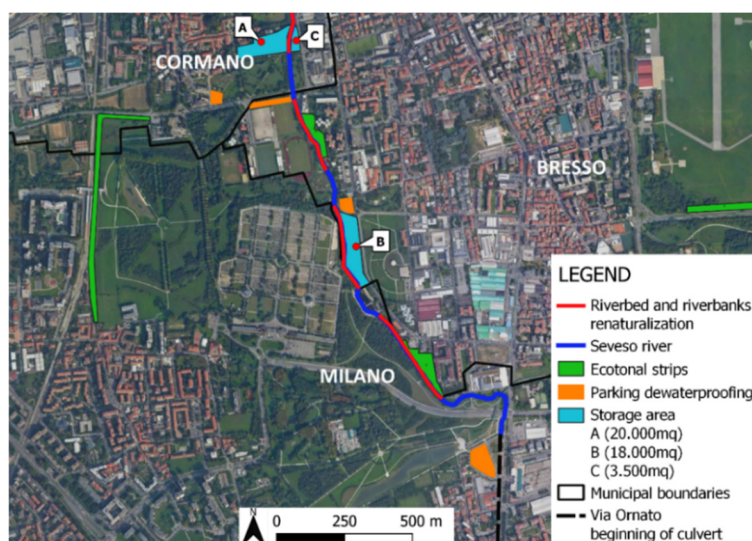 A
C
CORMANO
BRESSO
B
MILANO
LEGEND
Riverbed and riverbanks
renaturalization
Seveso river
Ecotonal strips
Parking dewaterproofing
Storage area
A (20.000mq)
B (18.000mq)
C (3.500mq)
Municipal boundaries
Via Ornato
beginning of culvert
N
0 250 500 m